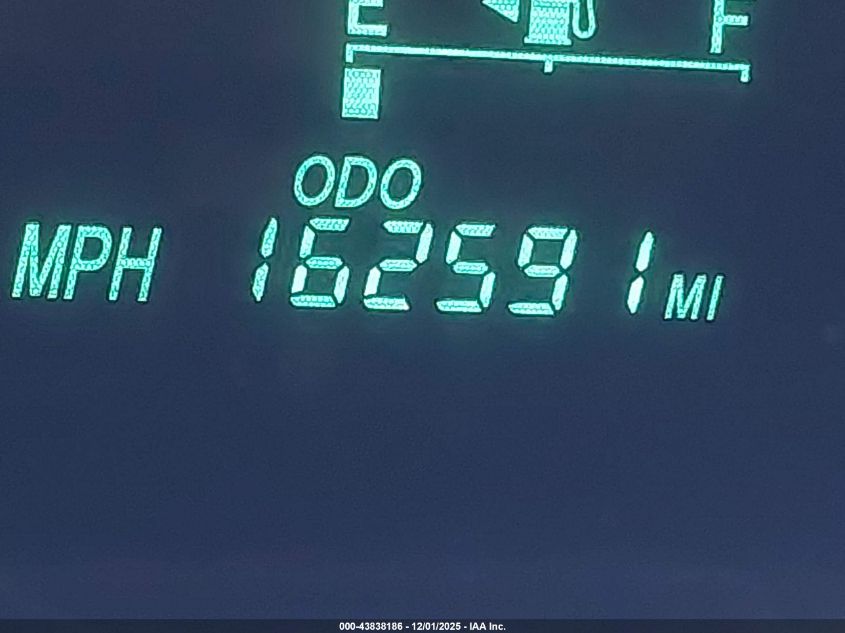 E F
ODO
MPH 162591 MI
000-43838186 - 12/01/2025 - IAA Inc.